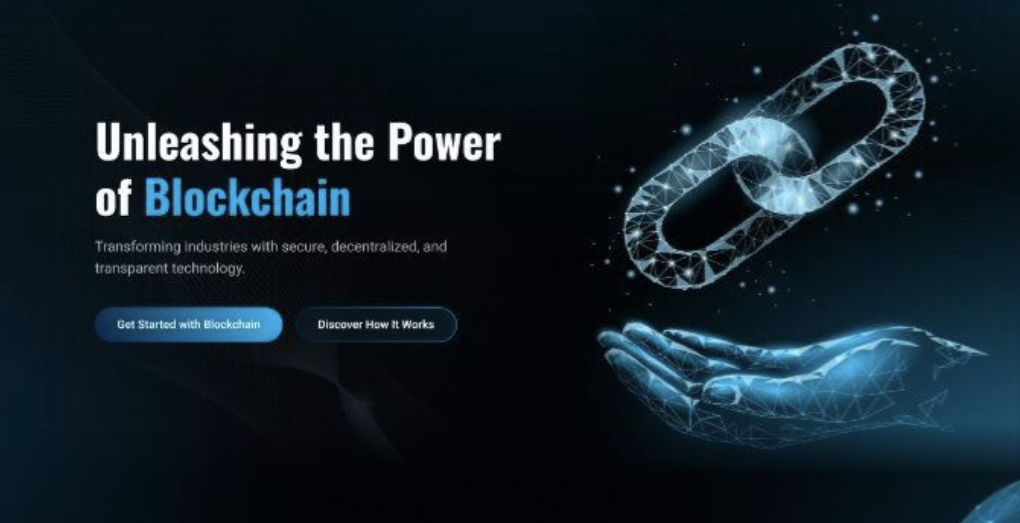 Unleashing the Power
of Blockchain
Transforming industries with secure, decentralized, and
transparent technology.
Get Started with Blockchain
Discover How It Works